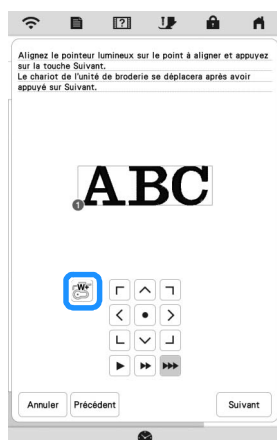 Alignez le pointeur lumineux sur le point à aligner et appuyez
sur la touche Suivant.
Le chariot de l'unité de broderie se déplacera après avoir
appuyé sur Suivant.
ABC
1
W+
Annuler Précédent Suivant